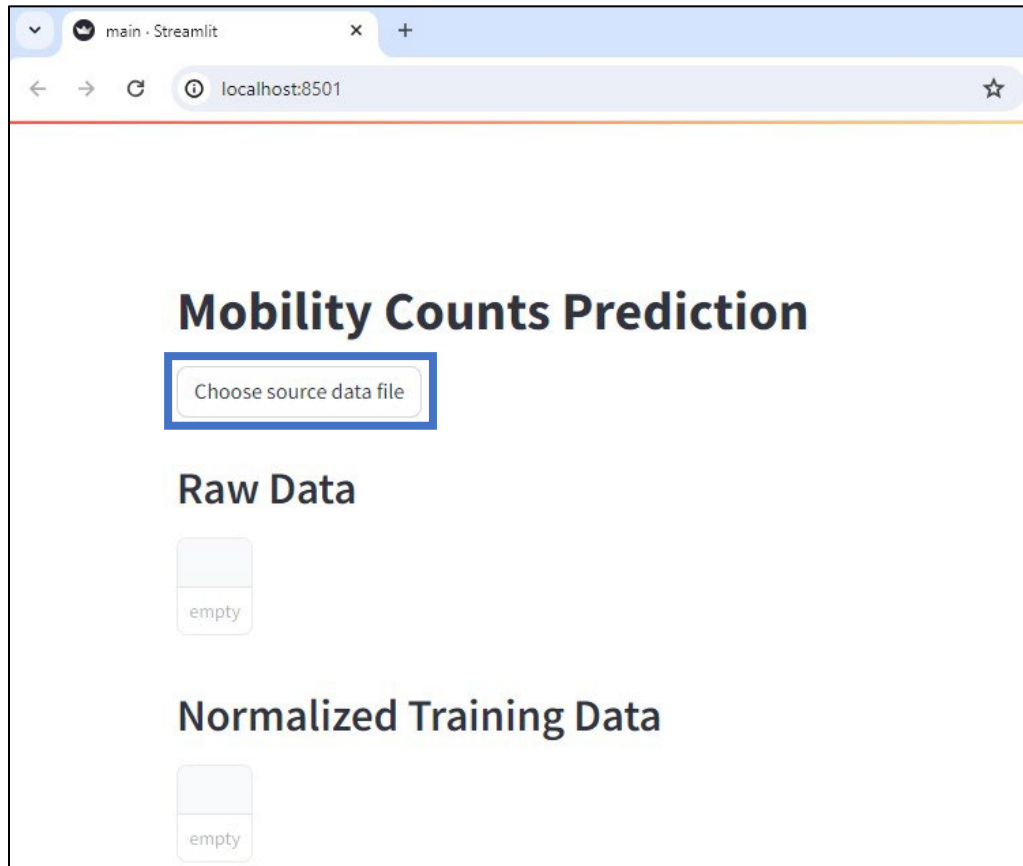 main · Streamlit
localhost:8501
Mobility Counts Prediction
Choose source data file
Raw Data
empty
Normalized Training Data
empty